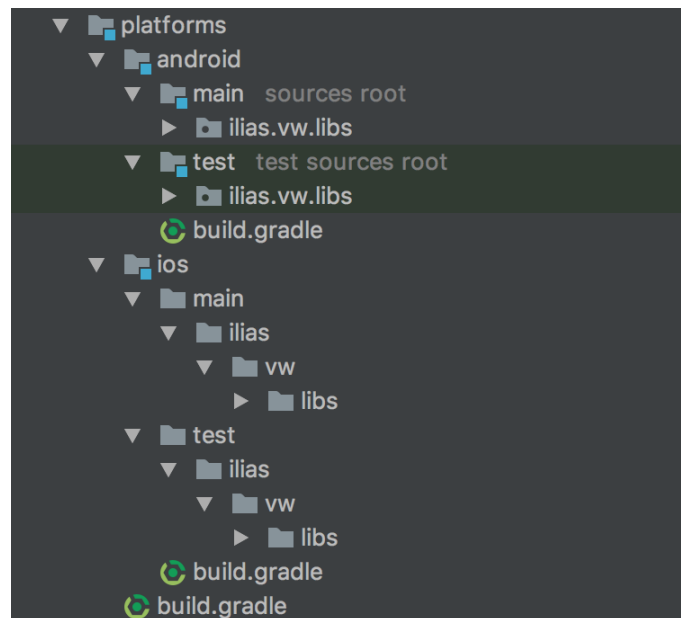 platforms
android
main sources root
ilias.vw.libs
test test sources root
ilias.vw.libs
build.gradle
ios
main
ilias
vw
libs
test
ilias
vw
libs
build.gradle
build.gradle